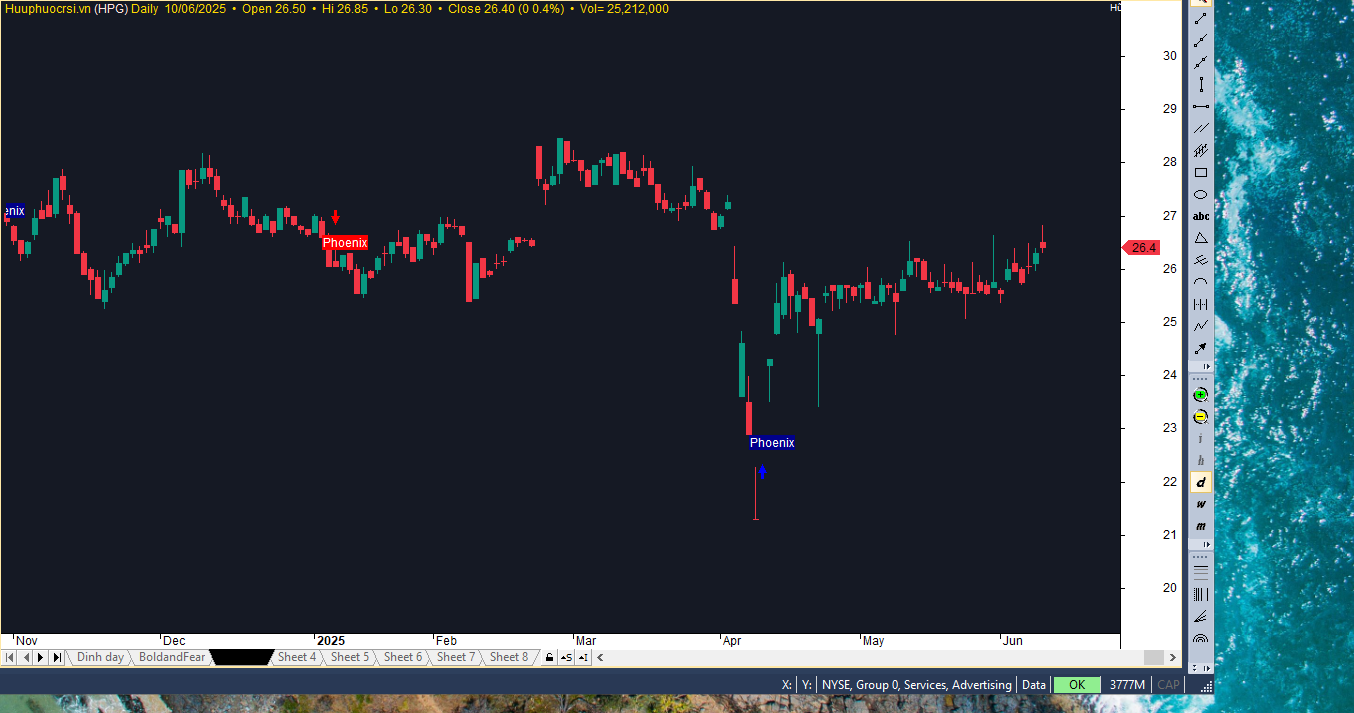 Huuphuocrsi.vn (HPG) Daily 10/06/2025 • Open 26.50 • Hi 26.85 • Lo 26.30 • Close 26.40 (0 0.4%) • Vol= 25,212,000
30
29
28
27
26.4
26
25
24
23
22
21
20
enix
Phoenix
Phoenix
abc
i
h
d
w
m
Nov Dec 2025 Feb Mar Apr May Jun
Dinh day BoldandFear Sheet 4 Sheet 5 Sheet 6 Sheet 7 Sheet 8 S I
X: Y: NYSE, Group 0, Services, Advertising Data OK 3777M CAP